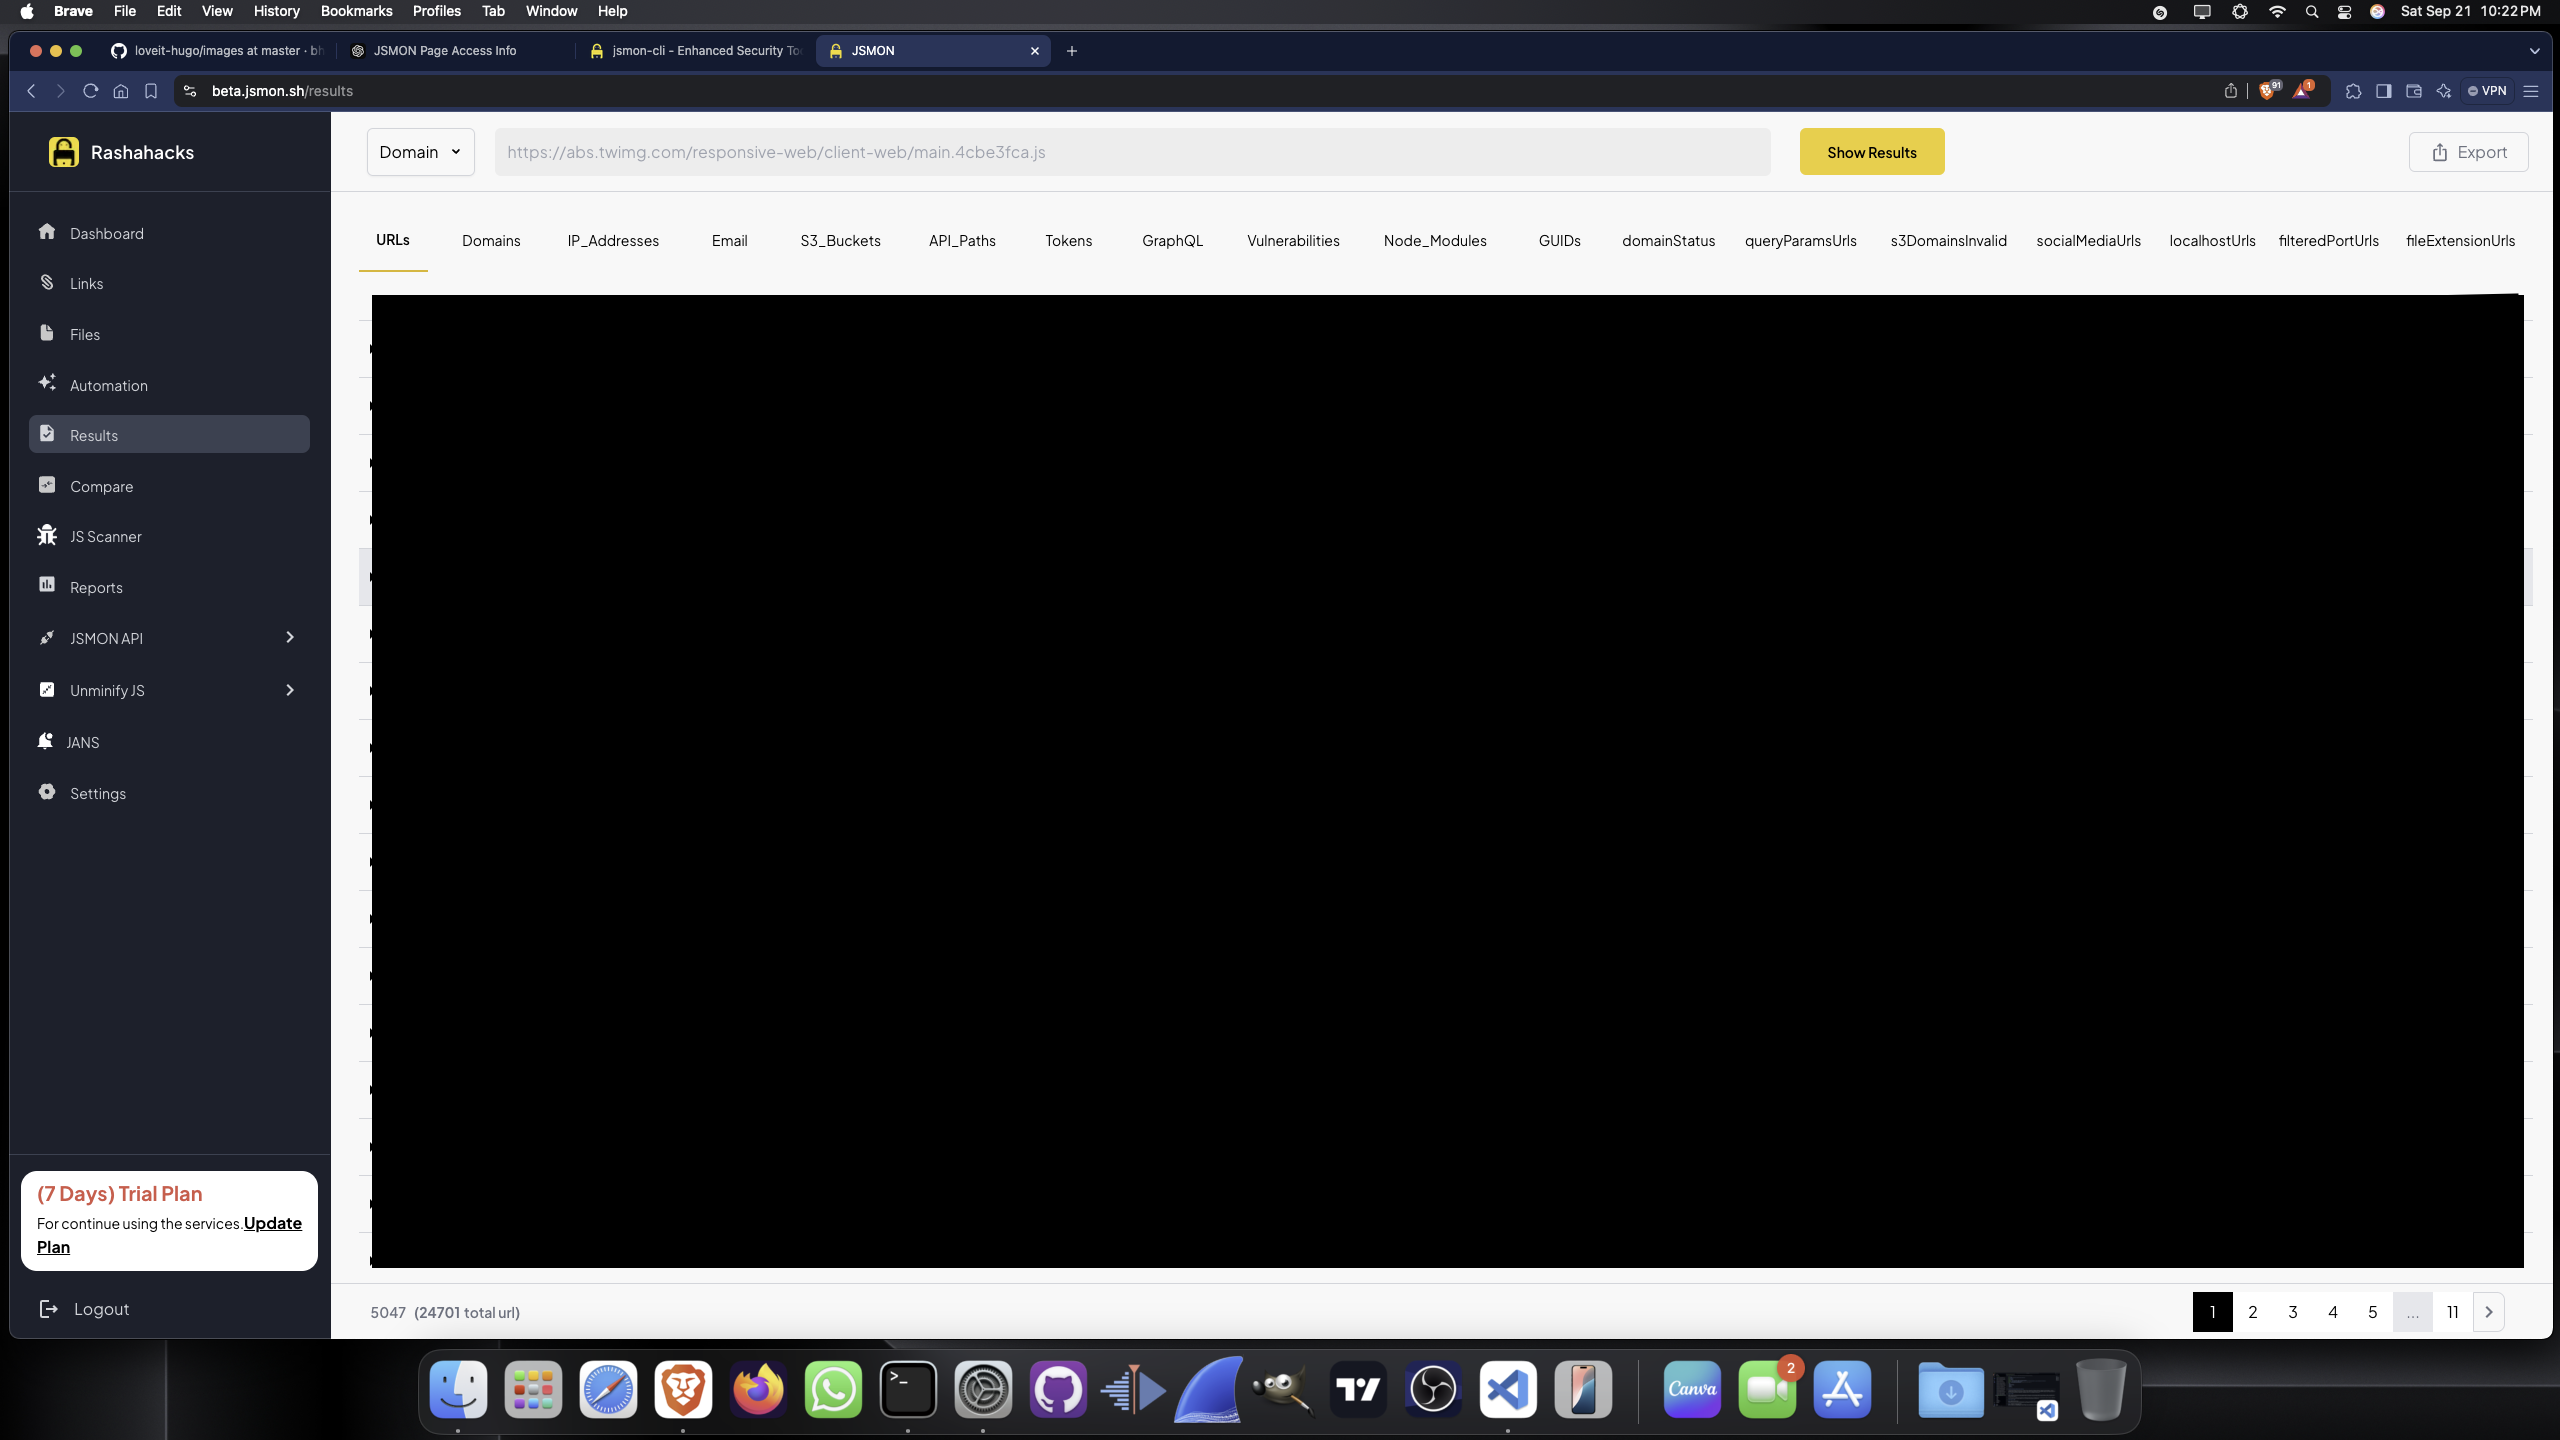 Brave File Edit View History Bookmarks Profiles Tab Window Help
Sat Sep 21 10:22 PM
loveit-hugo/images at master · bh
JSMON Page Access Info
jsmon-cli - Enhanced Security Too
JSMON
beta.jsmon.sh/results
91
1
VPN
Rashahacks
Domain
https://abs.twimg.com/responsive-web/client-web/main.4cbe3fca.js
Show Results
Export
Dashboard
Links
Files
Automation
Results
Compare
JS Scanner
Reports
JSMON API
Unminify JS
JANS
Settings
URLs Domains IP_Addresses Email S3_Buckets API_Paths Tokens GraphQL Vulnerabilities Node_Modules GUIDs domainStatus queryParamsUrls s3DomainsInvalid socialMediaUrls localhostUrls filteredPortUrls fileExtensionUrls
(7 Days) Trial Plan
For continue using the services.Update
Plan
Logout
5047 (24701 total url)
1 2 3 4 5 ... 11
Canva
2